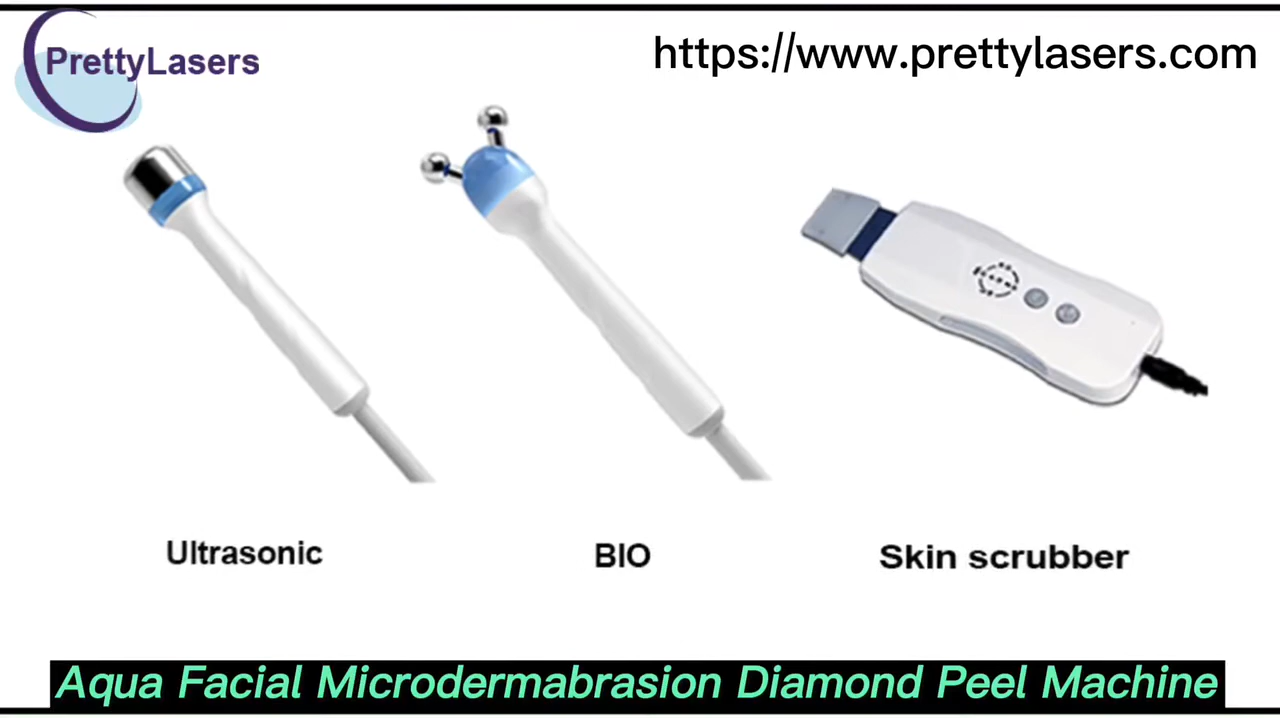 PrettyLasers
https://www.prettylasers.com
Ultrasonic
BIO
Skin scrubber
Aqua Facial Microdermabrasion Diamond Peel Machine